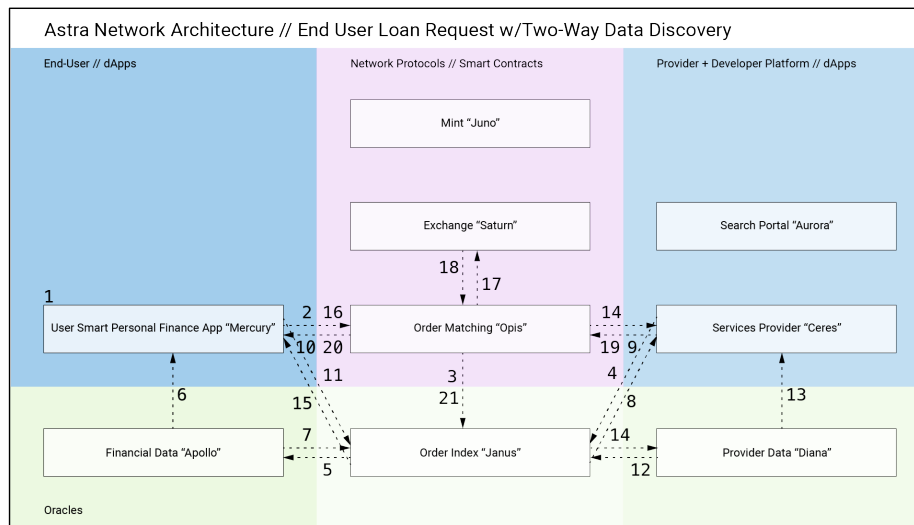 Astra Network Architecture // End User Loan Request w/Two-Way Data Discovery
End-User // dApps
Network Protocols // Smart Contracts
Provider + Developer Platform // dApps
Mint “Juno”
Exchange “Saturn”
Search Portal “Aurora”
18
17
1
2 16
14
User Smart Personal Finance App “Mercury”
Order Matching “Opis”
Services Provider “Ceres”
10 20
19 9
11
3
4
6
21
13
15
8
7
14
Financial Data “Apollo”
Order Index “Janus”
Provider Data “Diana”
5
12
Oracles